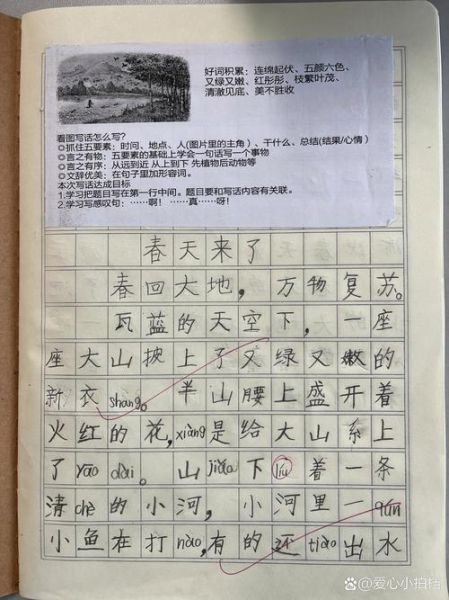 好词积累：连绵起伏、五颜六色、
又绿又嫩、红彤彤、枝繁叶茂、
清澈见底、美不胜收
看图写话怎么写？
◎抓住五要素：时间、地点、人(图片里的主角）、干什么、总结(结果/心情）
◎言之有物：五要素的基础上学会一句话写一个事物
◎言之有序：从远到近 从上到下 先植物后动物等
◎文辞优美：在句子里加形容词。
本次写话达成目标
1.学习把题目写在第一行中间。题目要和写话内容有关联。
2.学习写感叹句：……啊！ ……真……呀！
春天来了
春回大地，万物复苏。
瓦蓝的天空下，一座
座大山披上了又绿又嫩的
新衣shang。半山腰上盛开着
火红的花，xiàng是给大山系上
了yāo dài。山jiǎo下liú着一条
清chè的小河，小河里一qún
小鱼在打nào，有的还tiào出水
@爱心小拍档